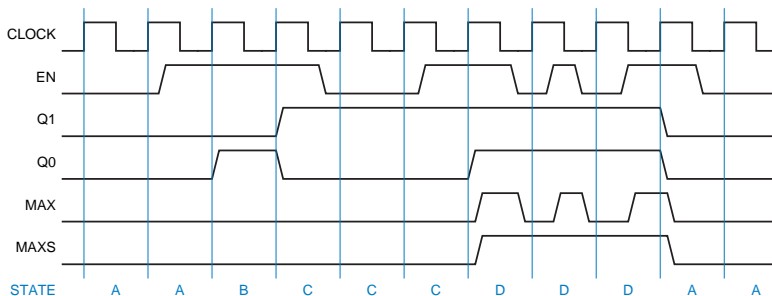 CLOCK
EN
Q1
Q0
MAX
MAXS
STATE A A B C C C D D D A A